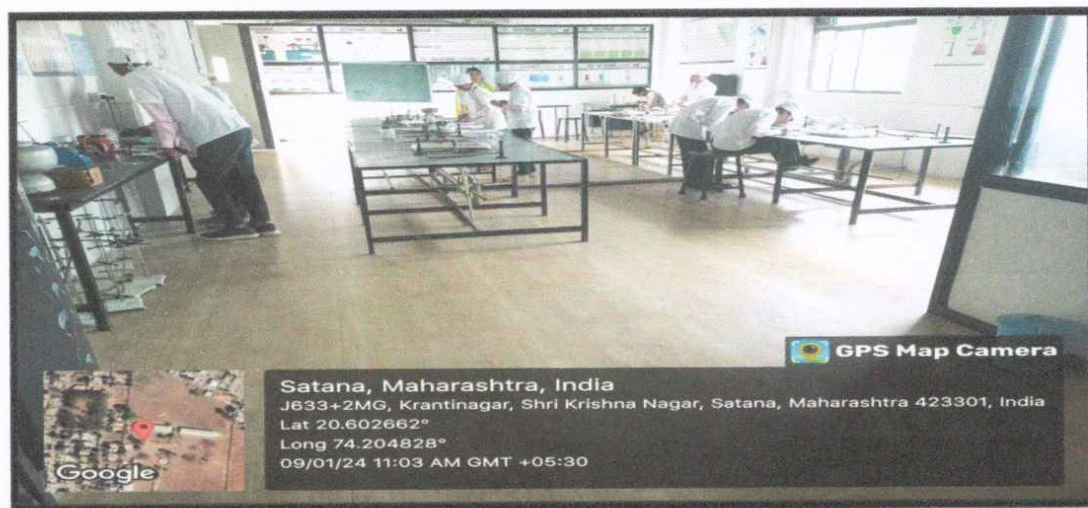 GPS Map Camera
Satana, Maharashtra, India
J633+2MG, Krantinagar, Shri Krishna Nagar, Satana, Maharashtra 423301, India
Lat 20.602662°
Long 74.204828°
09/01/24 11:03 AM GMT +05:30
Google